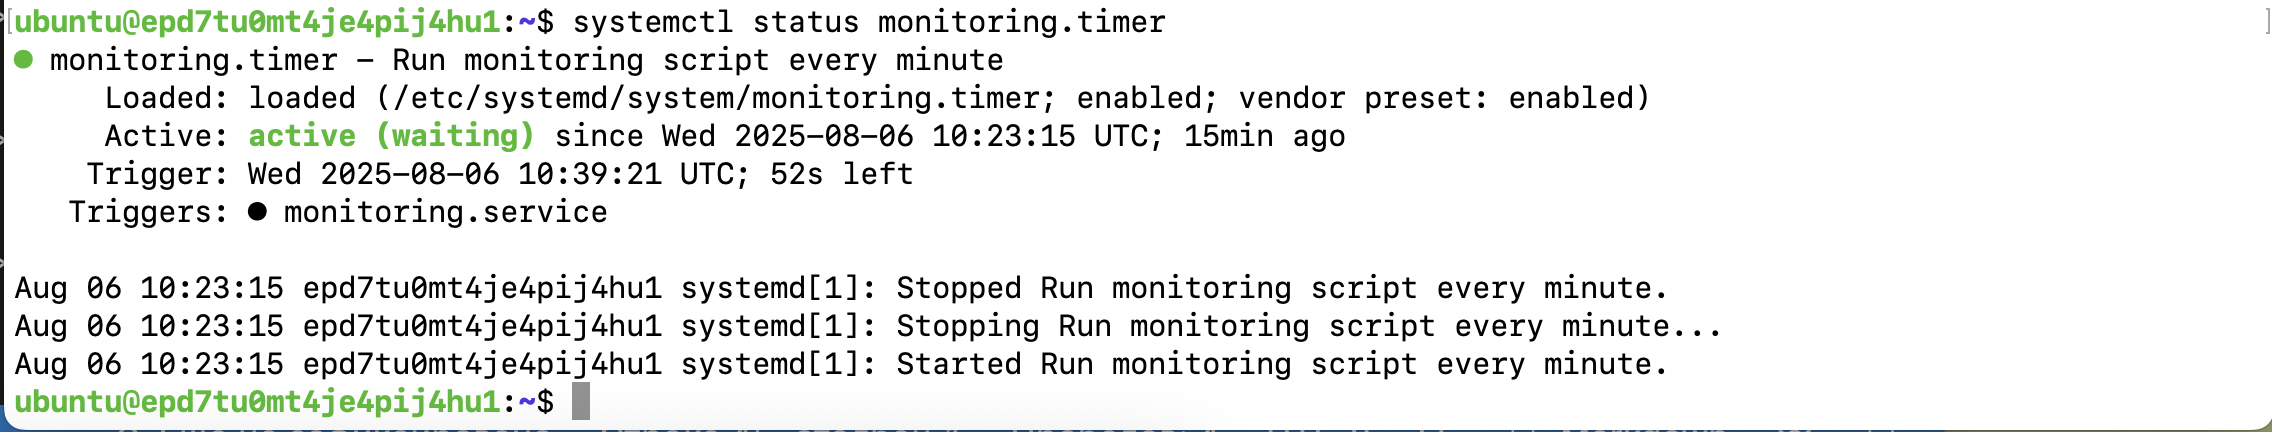 ubuntu@epd7tu0mt4je4pij4hu1:~$ systemctl status monitoring.timer
● monitoring.timer – Run monitoring script every minute
Loaded: loaded (/etc/systemd/system/monitoring.timer; enabled; vendor preset: enabled)
Active: active (waiting) since Wed 2025–08–06 10:23:15 UTC; 15min ago
Trigger: Wed 2025–08–06 10:39:21 UTC; 52s left
Triggers: ● monitoring.service
Aug 06 10:23:15 epd7tu0mt4je4pij4hu1 systemd[1]: Stopped Run monitoring script every minute.
Aug 06 10:23:15 epd7tu0mt4je4pij4hu1 systemd[1]: Stopping Run monitoring script every minute...
Aug 06 10:23:15 epd7tu0mt4je4pij4hu1 systemd[1]: Started Run monitoring script every minute.
ubuntu@epd7tu0mt4je4pij4hu1:~$